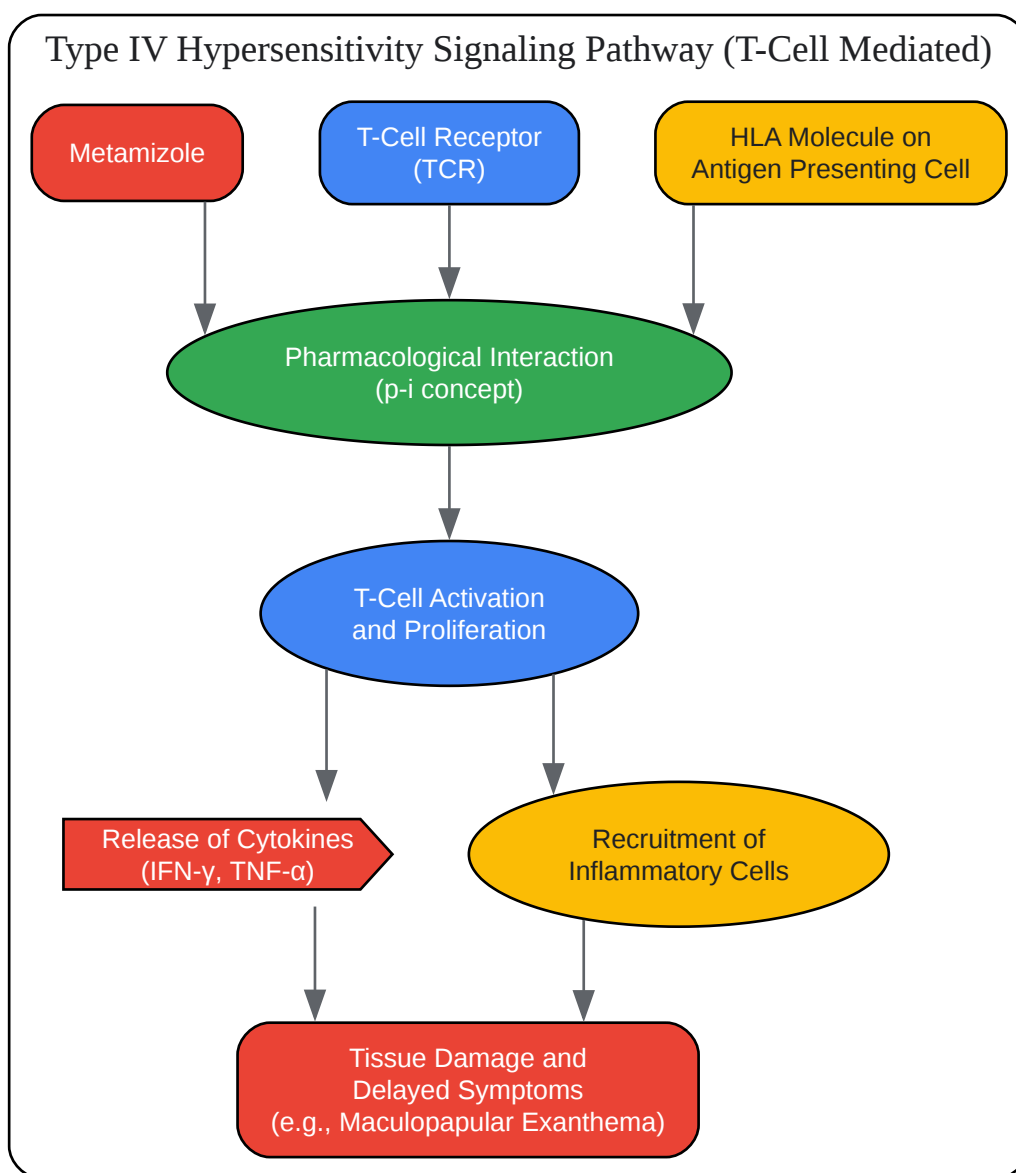 Type IV Hypersensitivity Signaling Pathway (T-Cell Mediated)
Metamizole
T-Cell Receptor
(TCR)
HLA Molecule on
Antigen Presenting Cell
Pharmacological Interaction
(p-i concept)
T-Cell Activation
and Proliferation
Release of Cytokines
(IFN-γ, TNF-α)
Recruitment of
Inflammatory Cells
Tissue Damage and
Delayed Symptoms
(e.g., Maculopapular Exanthema)